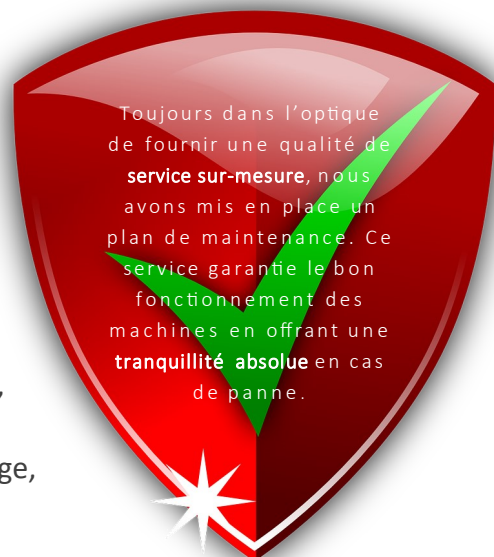 Toujours dans l’optique
de fournir une qualité de
service sur-mesure, nous
avons mis en place un
plan de maintenance. Ce
service garantie le bon
fonctionnement des
machines en offrant une
tranquillité absolue en cas
de panne.
,
ge,